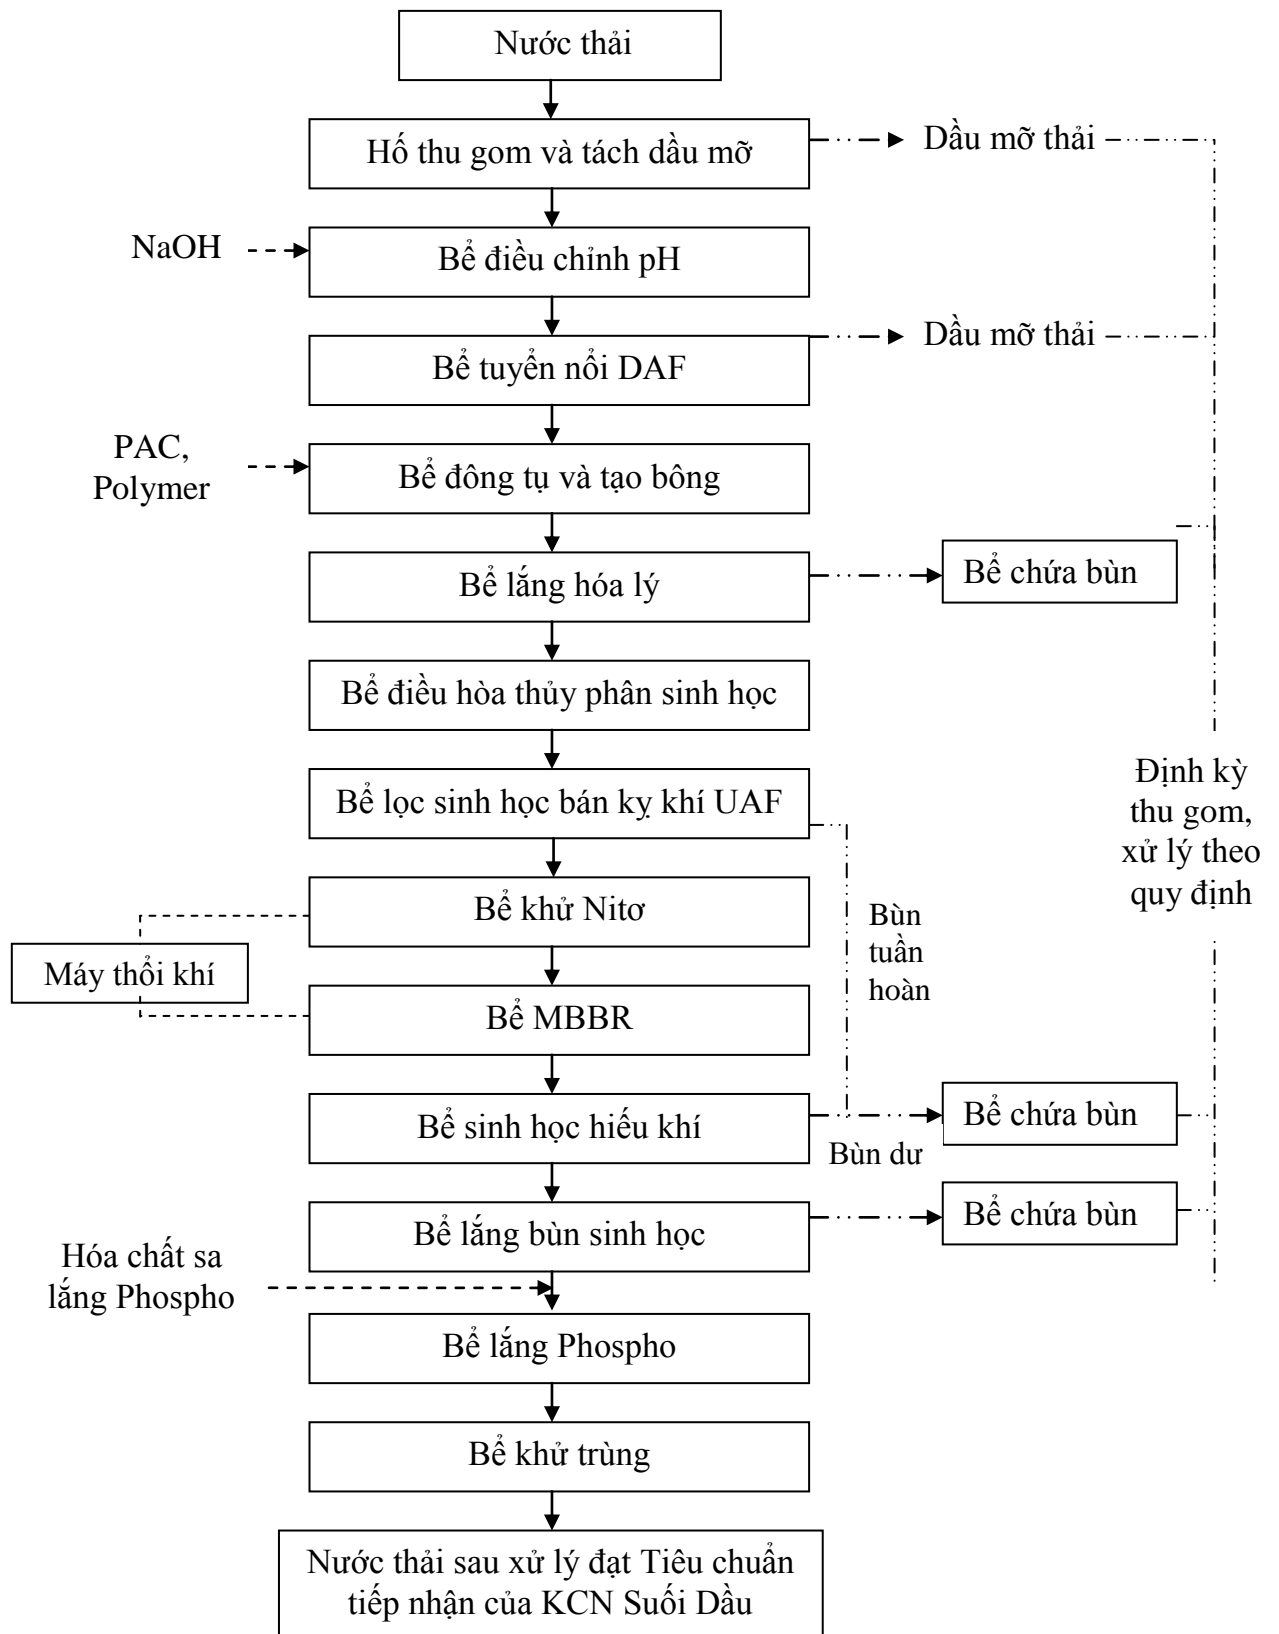 Nước thải
Hố thu gom và tách dầu mỡ
Dầu mỡ thải
NaOH
Bể điều chỉnh pH
Bể tuyển nổi DAF
Dầu mỡ thải
PAC,
Polymer
Bể đông tụ và tạo bông
Bể lắng hóa lý
Bể chứa bùn
Bể điều hòa thủy phân sinh học
Bể lọc sinh học bán kỵ khí UAF
Định kỳ
thu gom,
xử lý theo
quy định
Bể khử Nitơ
Bùn
tuần
hoàn
Máy thổi khí
Bể MBBR
Bể sinh học hiếu khí
Bể chứa bùn
Bùn dư
Bể lắng bùn sinh học
Bể chứa bùn
Hóa chất sa
lắng Phospho
Bể lắng Phospho
Bể khử trùng
Nước thải sau xử lý đạt Tiêu chuẩn
tiếp nhận của KCN Suối Dầu